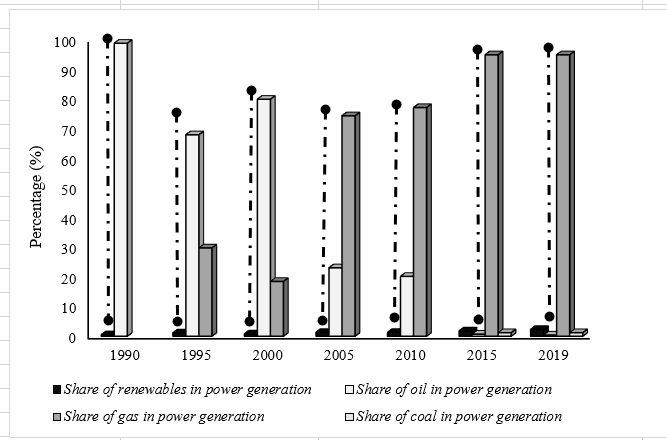 100
90
80
70
60
50
40
30
20
10
0
Percentage (%)
1990 1995 2000 2005 2010 2015 2019
Share of renewables in power generation Share of oil in power generation
Share of gas in power generation Share of coal in power generation